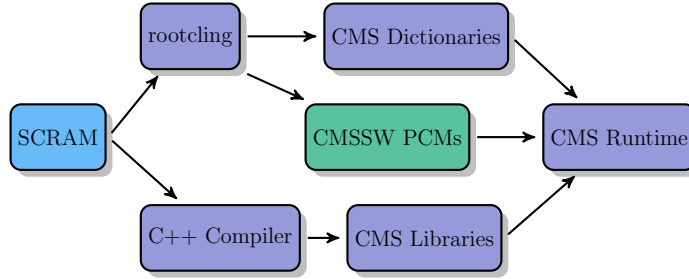 rootcling
CMS Dictionaries
SCRAM
CMSSW PCMs
CMS Runtime
C++ Compiler
CMS Libraries